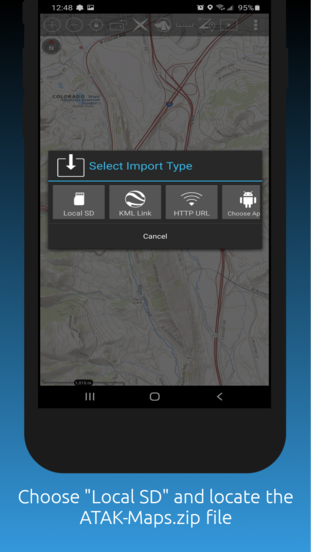 12:48
95%
N
COLORADO
Select Import Type
Local SD
KML Link
HTTP URL
Choose Ap
Cancel
Choose "Local SD" and locate the
ATAK-Maps.zip file